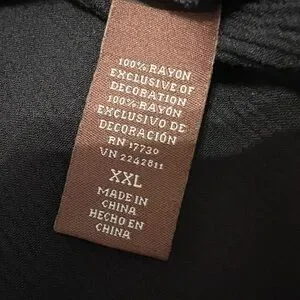 100% RAYON
EXCLUSIVE OF
DECORATION
100% RAYON
EXCLUSIVO DE
DECORACIÓN
RN 17730
VN 2242811
XXL
MADE IN
CHINA
HECHO EN
CHINA